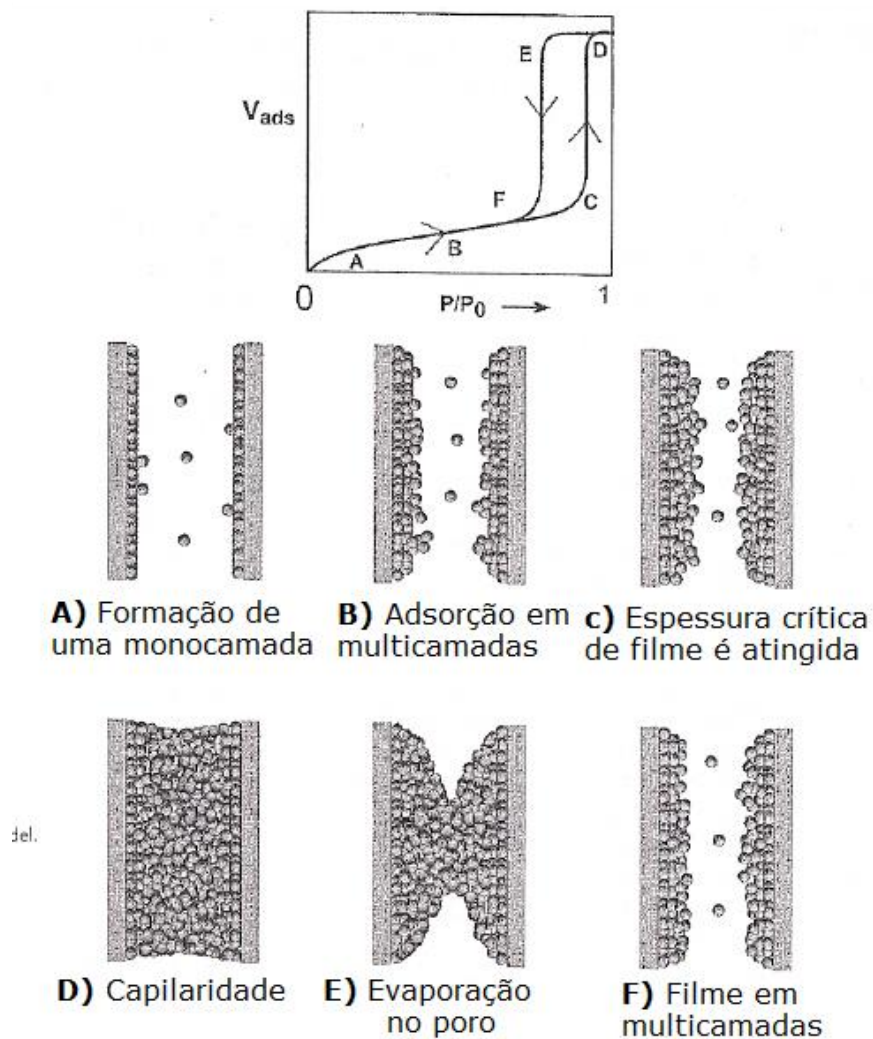 E
D
Vads
F
C
B
A
0
P/P0
1
A) Formação de
uma monocamada
B) Adsorção em
multicamadas
c) Espessura crítica
de filme é atingida
del.
D) Capilaridade
E) Evaporação
no poro
F) Filme em
multicamadas